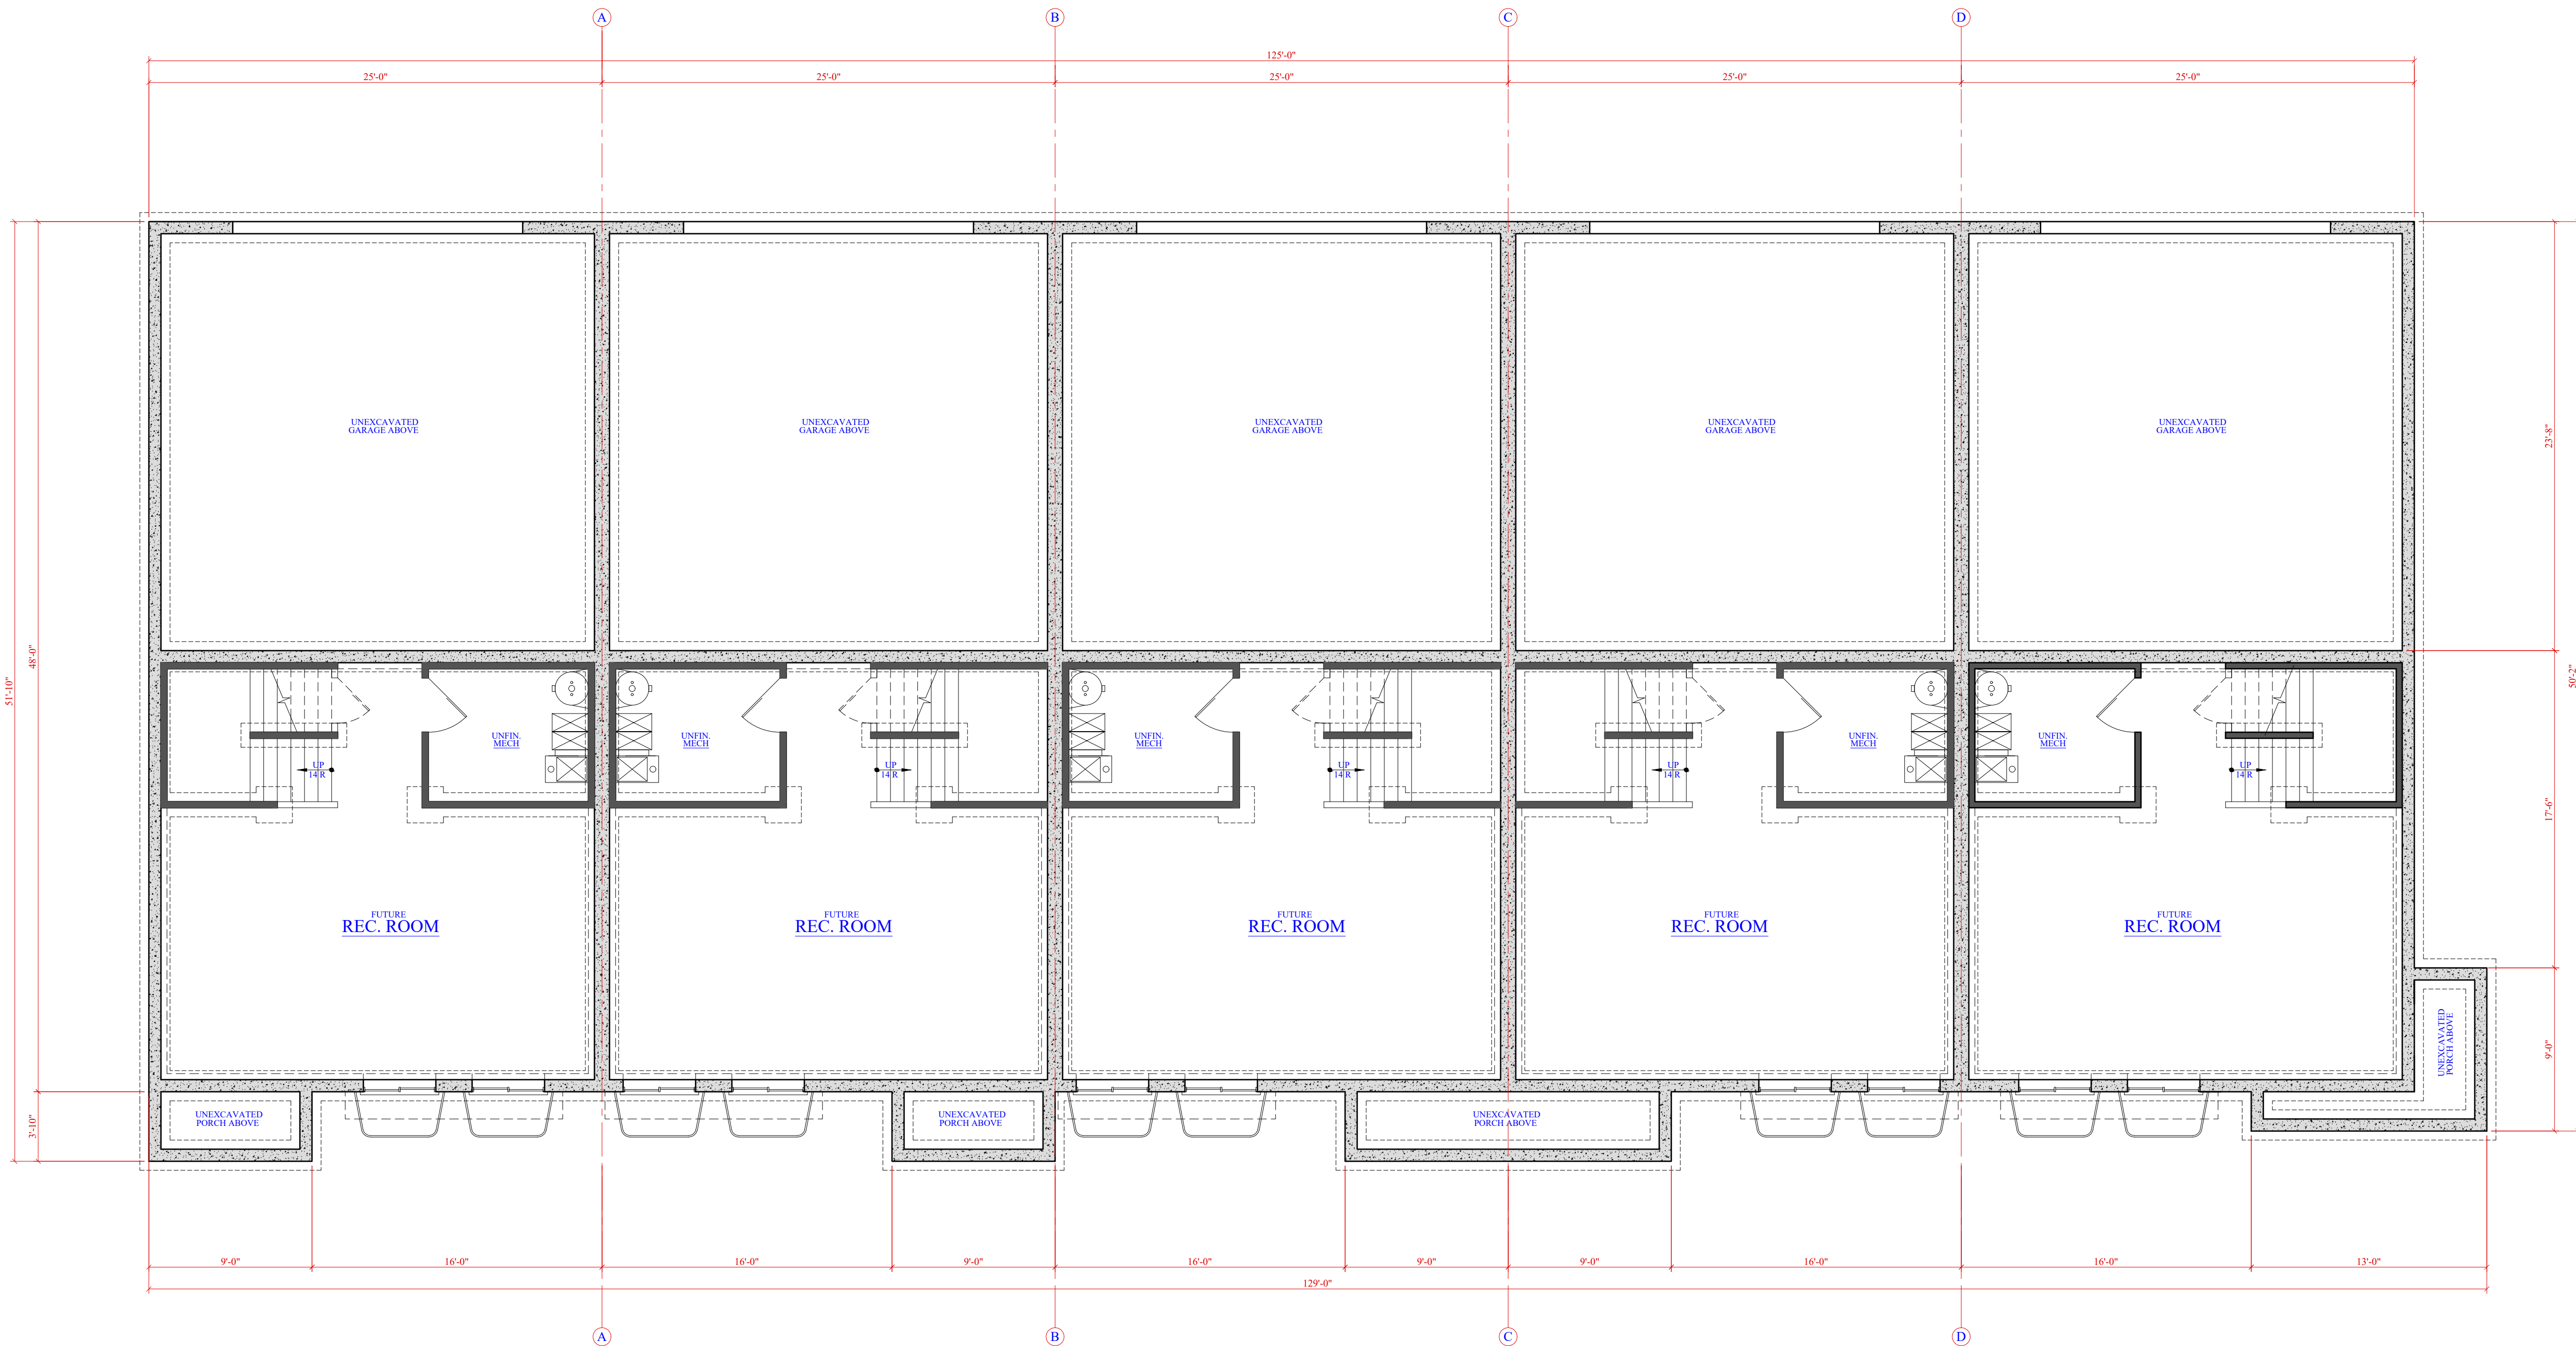 A B C D
125'-0"
25'-0" 25'-0" 25'-0" 25'-0" 25'-0"
UNEXCAVATED
GARAGE ABOVE
UNEXCAVATED
GARAGE ABOVE
UNEXCAVATED
GARAGE ABOVE
UNEXCAVATED
GARAGE ABOVE
UNEXCAVATED
GARAGE ABOVE
51'-10"
48'-0"
3'-10"
23'-8"
50'-2"
17'-6"
9'-0"
UP
14 R
UNFIN.
MECH
UNFIN.
MECH
UP
14 R
UNFIN.
MECH
UP
14 R
UP
14 R
UNFIN.
MECH
UNFIN.
MECH
UP
14 R
FUTURE
REC. ROOM
FUTURE
REC. ROOM
FUTURE
REC. ROOM
FUTURE
REC. ROOM
FUTURE
REC. ROOM
UNEXCAVATED
PORCH ABOVE
UNEXCAVATED
PORCH ABOVE
UNEXCAVATED
PORCH ABOVE
UNEXCAVATED
PORCH ABOVE
9'-0" 16'-0" 16'-0" 9'-0" 16'-0" 9'-0" 9'-0" 16'-0" 16'-0" 13'-0"
129'-0"
A B C D